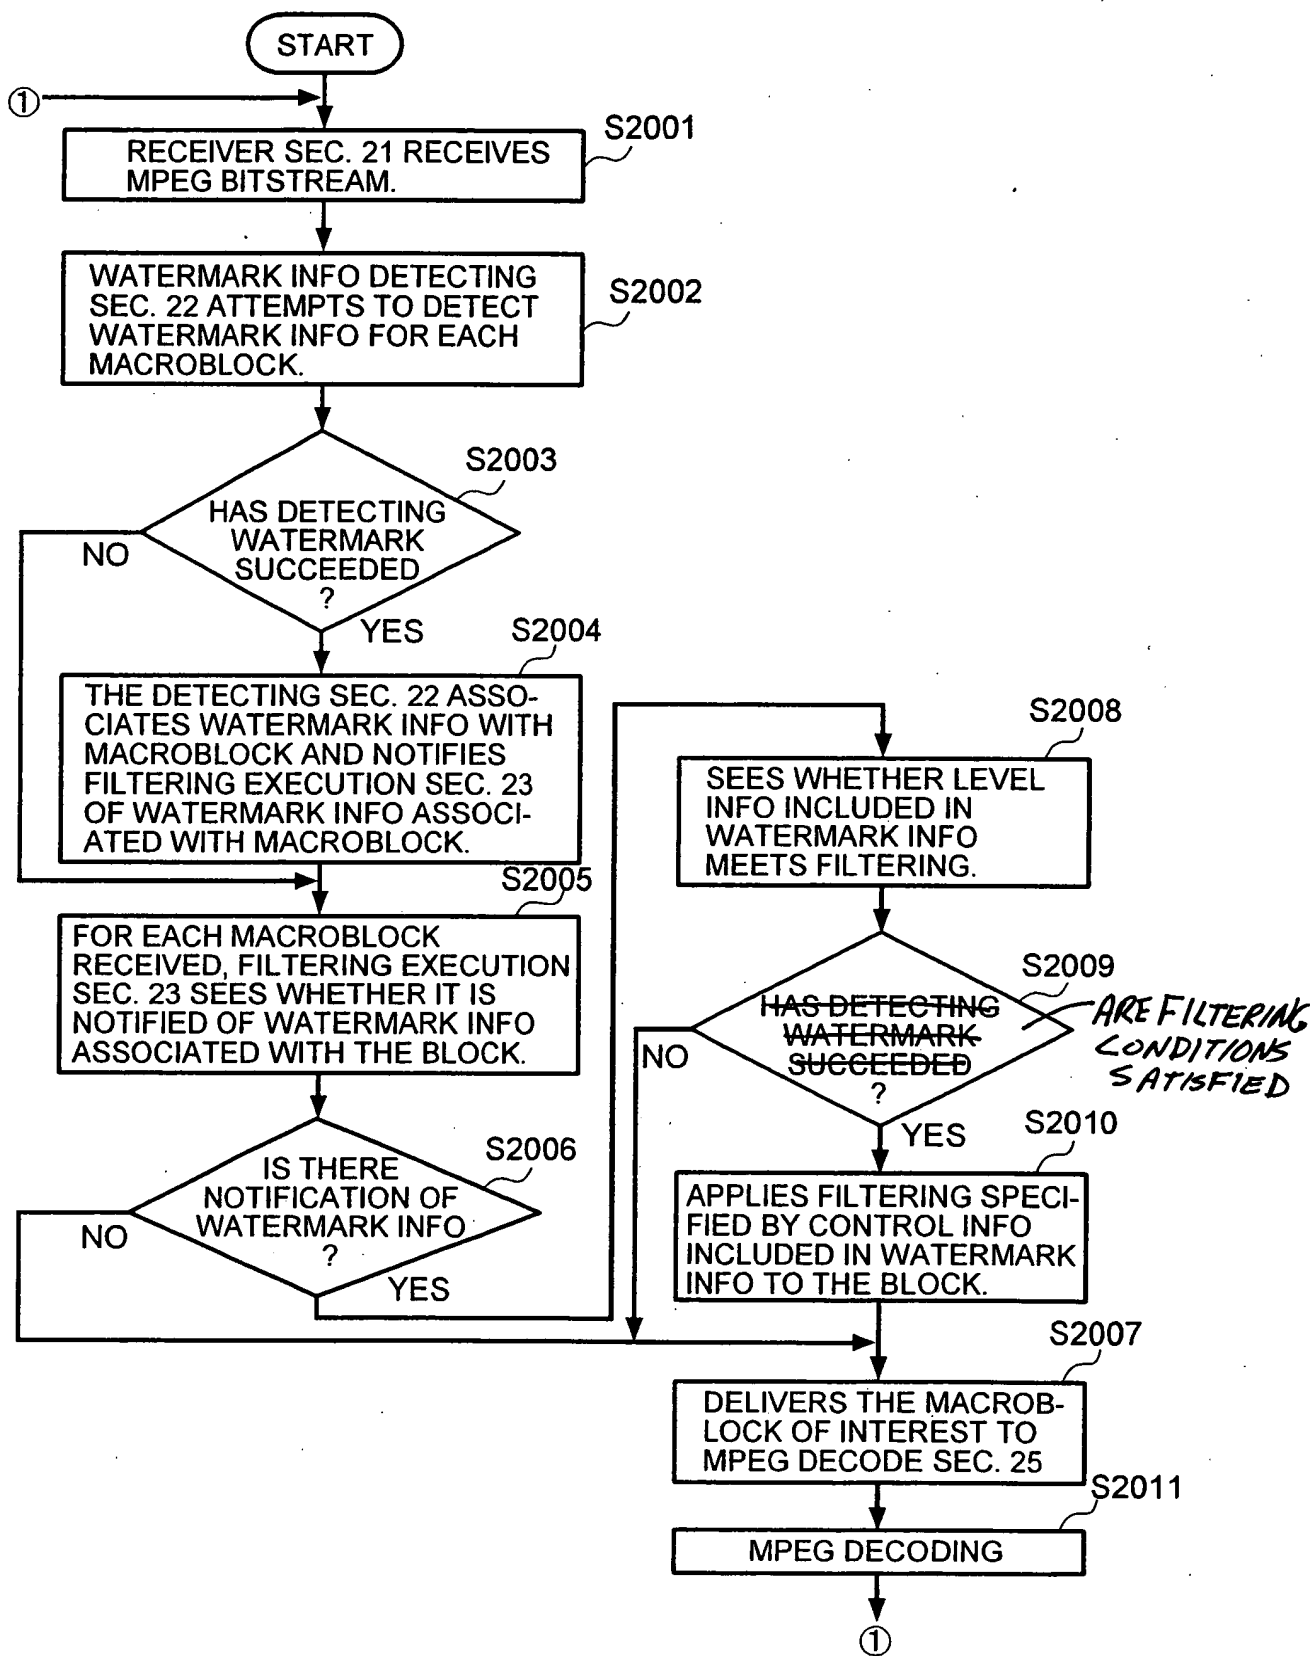 START
①
S2001
RECEIVER SEC. 21 RECEIVES
MPEG BITSTREAM.
S2002
WATERMARK INFO DETECTING
SEC. 22 ATTEMPTS TO DETECT
WATERMARK INFO FOR EACH
MACROBLOCK.
S2003
HAS DETECTING
WATERMARK
SUCCEEDED
?
NO
YES
S2004
THE DETECTING SEC. 22 ASSO-
CIATES WATERMARK INFO WITH
MACROBLOCK AND NOTIFIES
FILTERING EXECUTION SEC. 23
OF WATERMARK INFO ASSOCI-
ATED WITH MACROBLOCK.
S2005
FOR EACH MACROBLOCK
RECEIVED, FILTERING EXECUTION
SEC. 23 SEES WHETHER IT IS
NOTIFIED OF WATERMARK INFO
ASSOCIATED WITH THE BLOCK.
S2006
IS THERE
NOTIFICATION OF
WATERMARK INFO
?
NO
YES
S2008
SEES WHETHER LEVEL
INFO INCLUDED IN
WATERMARK INFO
MEETS FILTERING.
S2009
HAS DETECTING
WATERMARK
SUCCEEDED
?
ARE FILTERING
CONDITIONS
SATISFIED
NO
YES
S2010
APPLIES FILTERING SPECI-
FIED BY CONTROL INFO
INCLUDED IN WATERMARK
INFO TO THE BLOCK.
S2007
DELIVERS THE MACROB-
LOCK OF INTEREST TO
MPEG DECODE SEC. 25
S2011
MPEG DECODING
①